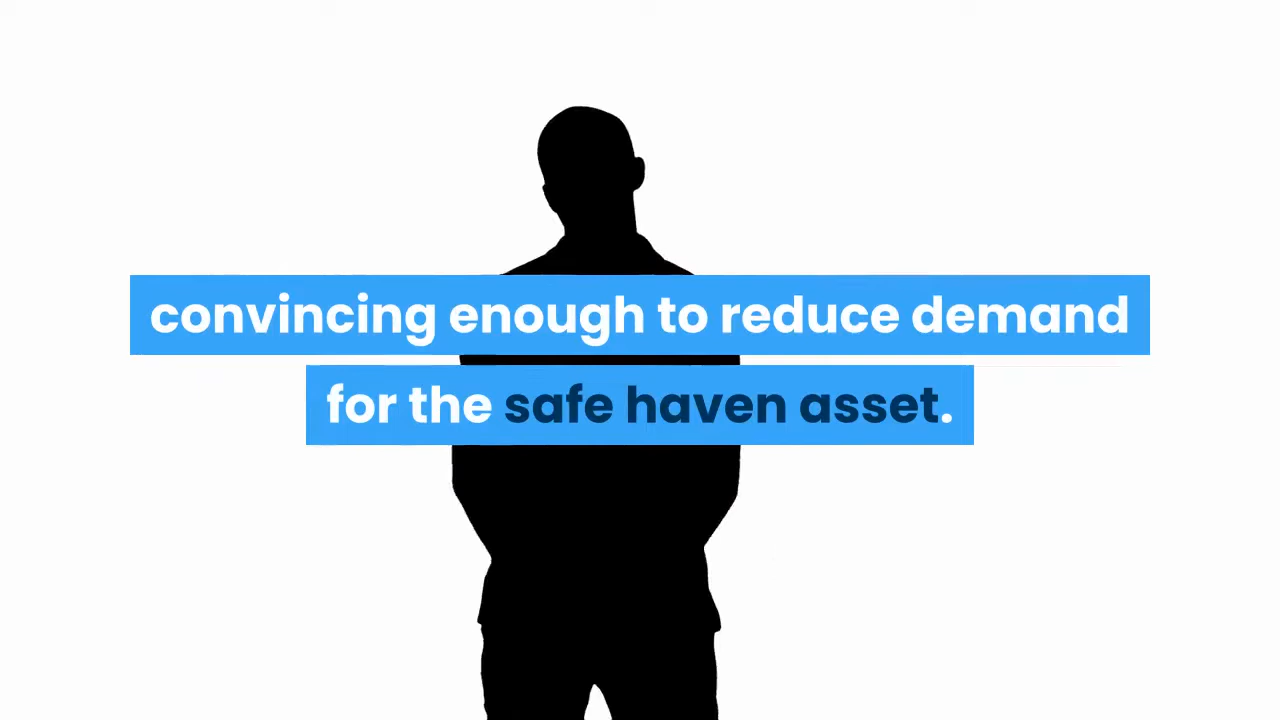 convincing enough to reduce demand
for the safe haven asset.